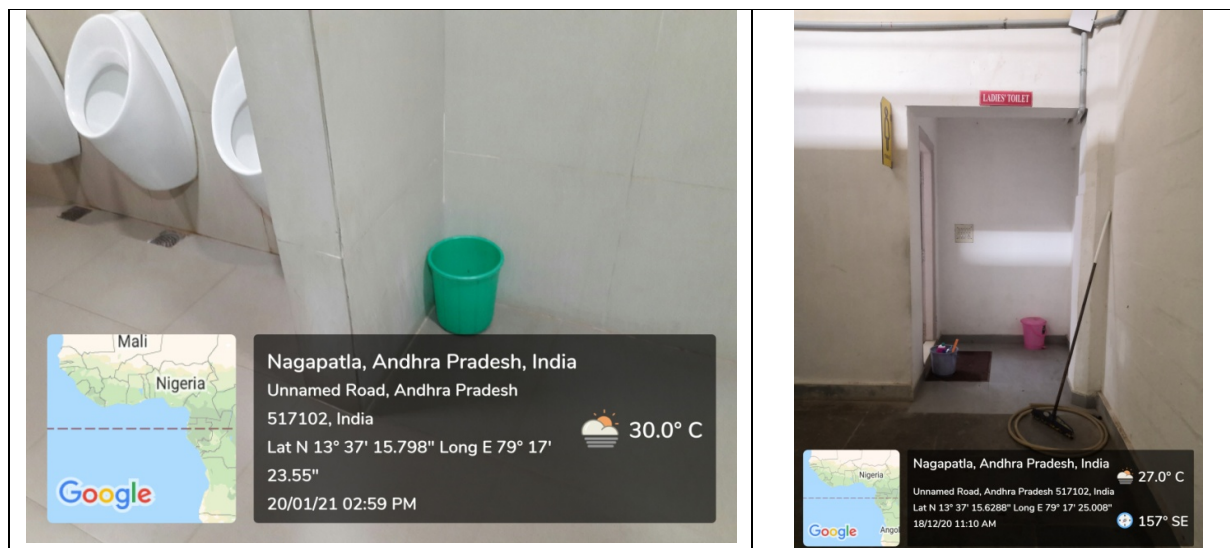 Mali
Nigeria
Google
Nagapatla, Andhra Pradesh, India
Unnamed Road, Andhra Pradesh
517102, India
Lat N 13° 37' 15.798" Long E 79° 17'
23.55"
20/01/21 02:59 PM
30.0° C
LADIES' TOILET
Nigeria
Google
Angol
Nagapatla, Andhra Pradesh, India
Unnamed Road, Andhra Pradesh 517102, India
Lat N 13° 37' 15.6288" Long E 79° 17' 25.008"
18/12/20 11:10 AM
27.0° C
157° SE